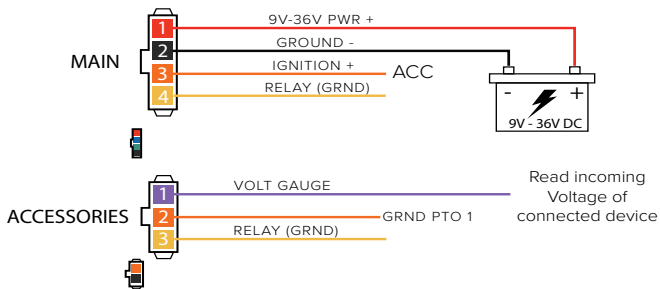 MAIN
1
9V-36V PWR +
2
GROUND -
3
IGNITION +
ACC
4
RELAY (GRND)
- +
9V - 36V DC
ACCESSORIES
1
VOLT GAUGE
Read incoming
Voltage of
connected device
2
GRND PTO 1
3
RELAY (GRND)